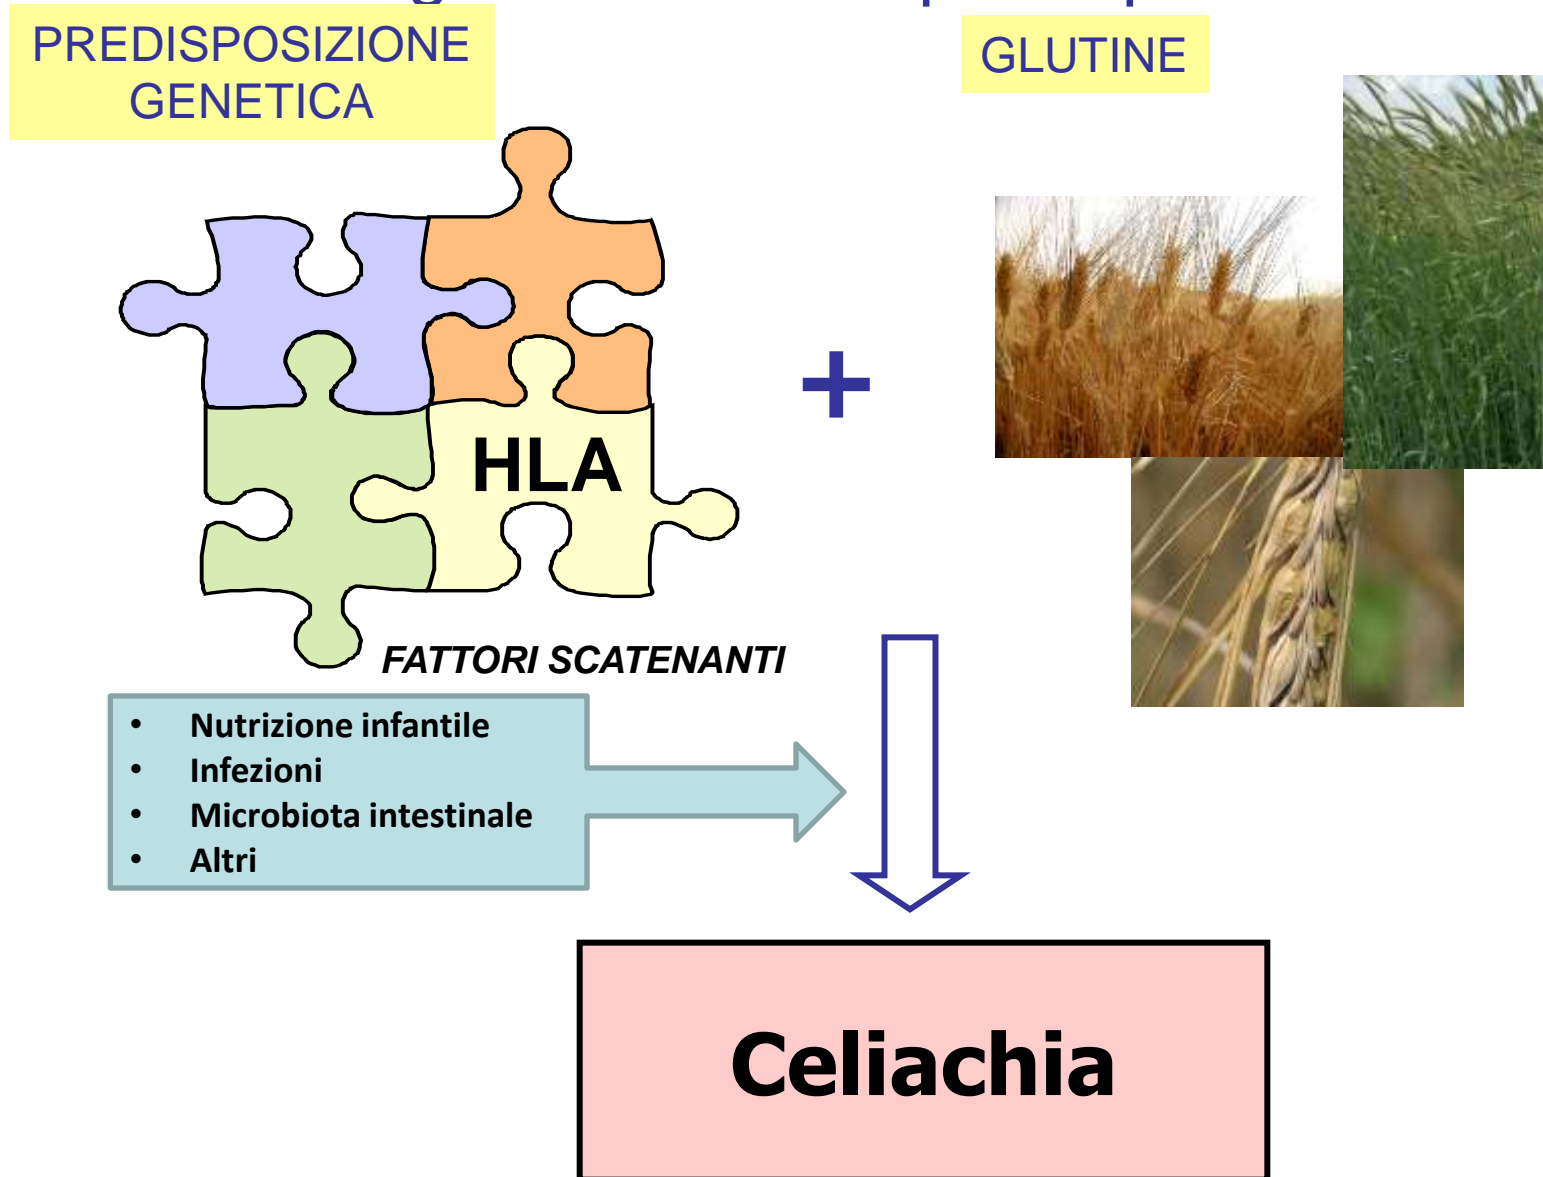 PREDISPOSIZIONE
GENETICA
GLUTINE
HLA
+
FATTORI SCATENANTI
• Nutrizione infantile
• Infezioni
• Microbiota intestinale
• Altri
Celiachia